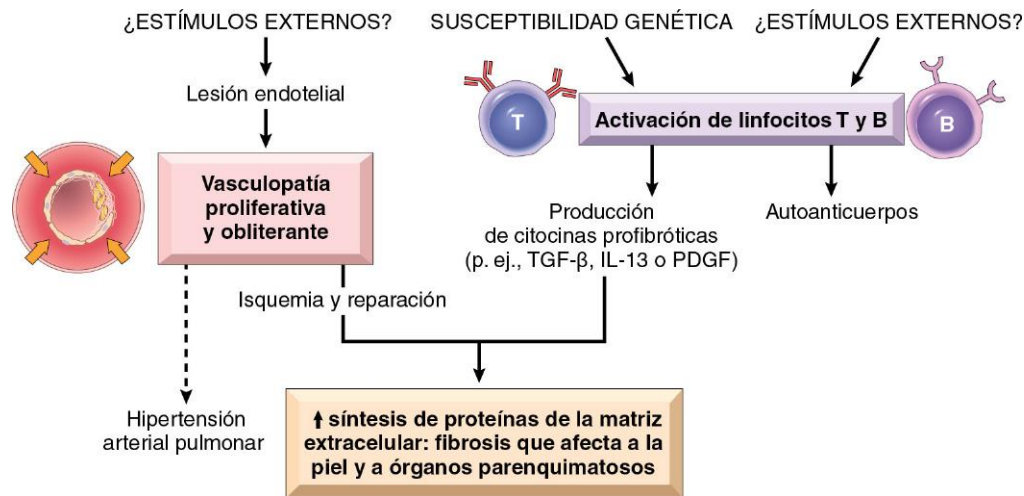 ¿ESTÍMULOS EXTERNOS?
SUSCEPTIBILIDAD GENÉTICA
¿ESTÍMULOS EXTERNOS?
Lesión endotelial
T
Activación de linfocitos T y B
B
Vasculopatía
proliferativa
y obliterante
Producción
de citocinas profibróticas
(p. ej., TGF-β, IL-13 o PDGF)
Autoanticuerpos
Isquemia y reparación
Hipertensión
arterial pulmonar
↑ síntesis de proteínas de la matriz
extracelular: fibrosis que afecta a la
piel y a órganos parenquimatosos